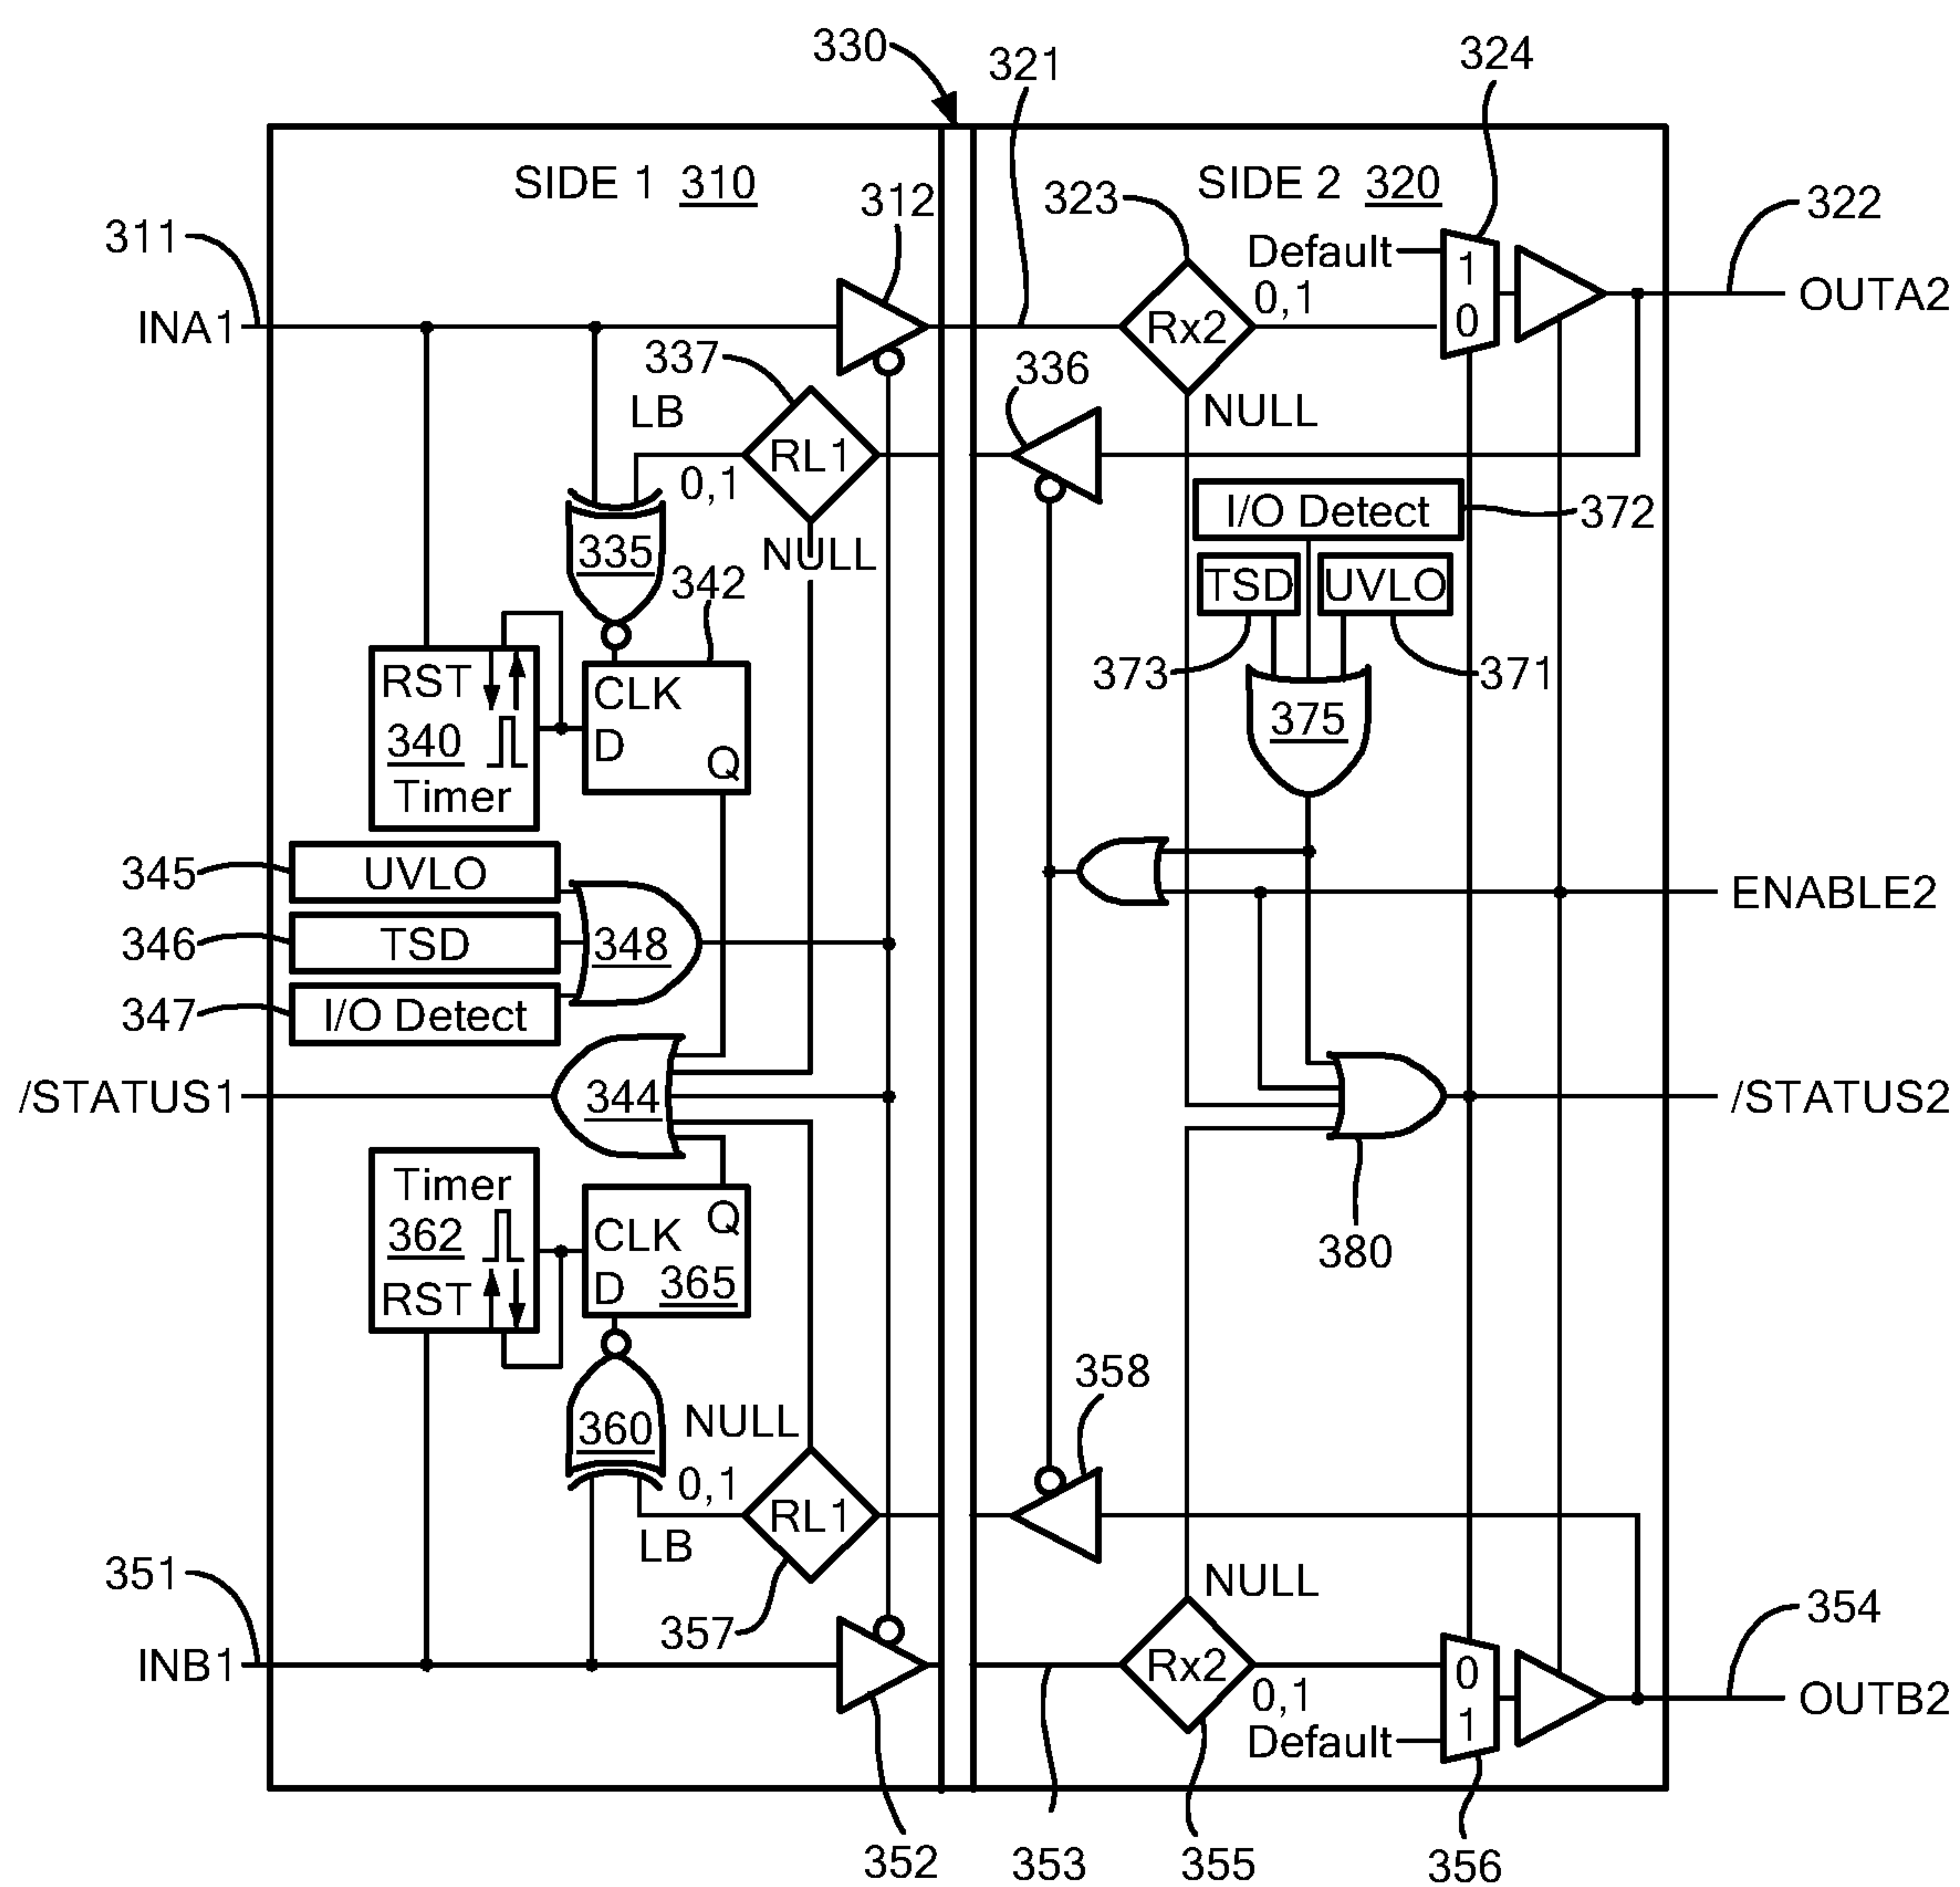 330
321
324
SIDE 1 310
312
323
SIDE 2 320
322
311
Default
1
INA1
0,1
0
OUTA2
Rx2
337
336
LB
RL1
NULL
0,1
I/O Detect
372
335
NULL
342
TSD
UVLO
373
371
RST
CLK
340
D
375
Timer
Q
345
UVLO
ENABLE2
346
TSD
348
347
I/O Detect
/STATUS1
344
/STATUS2
Timer
Q
362
CLK
380
RST
D
365
358
360
NULL
0,1
RL1
LB
351
NULL
354
357
INB1
Rx2
0
OUTB2
0,1
1
Default
352
353
355
356